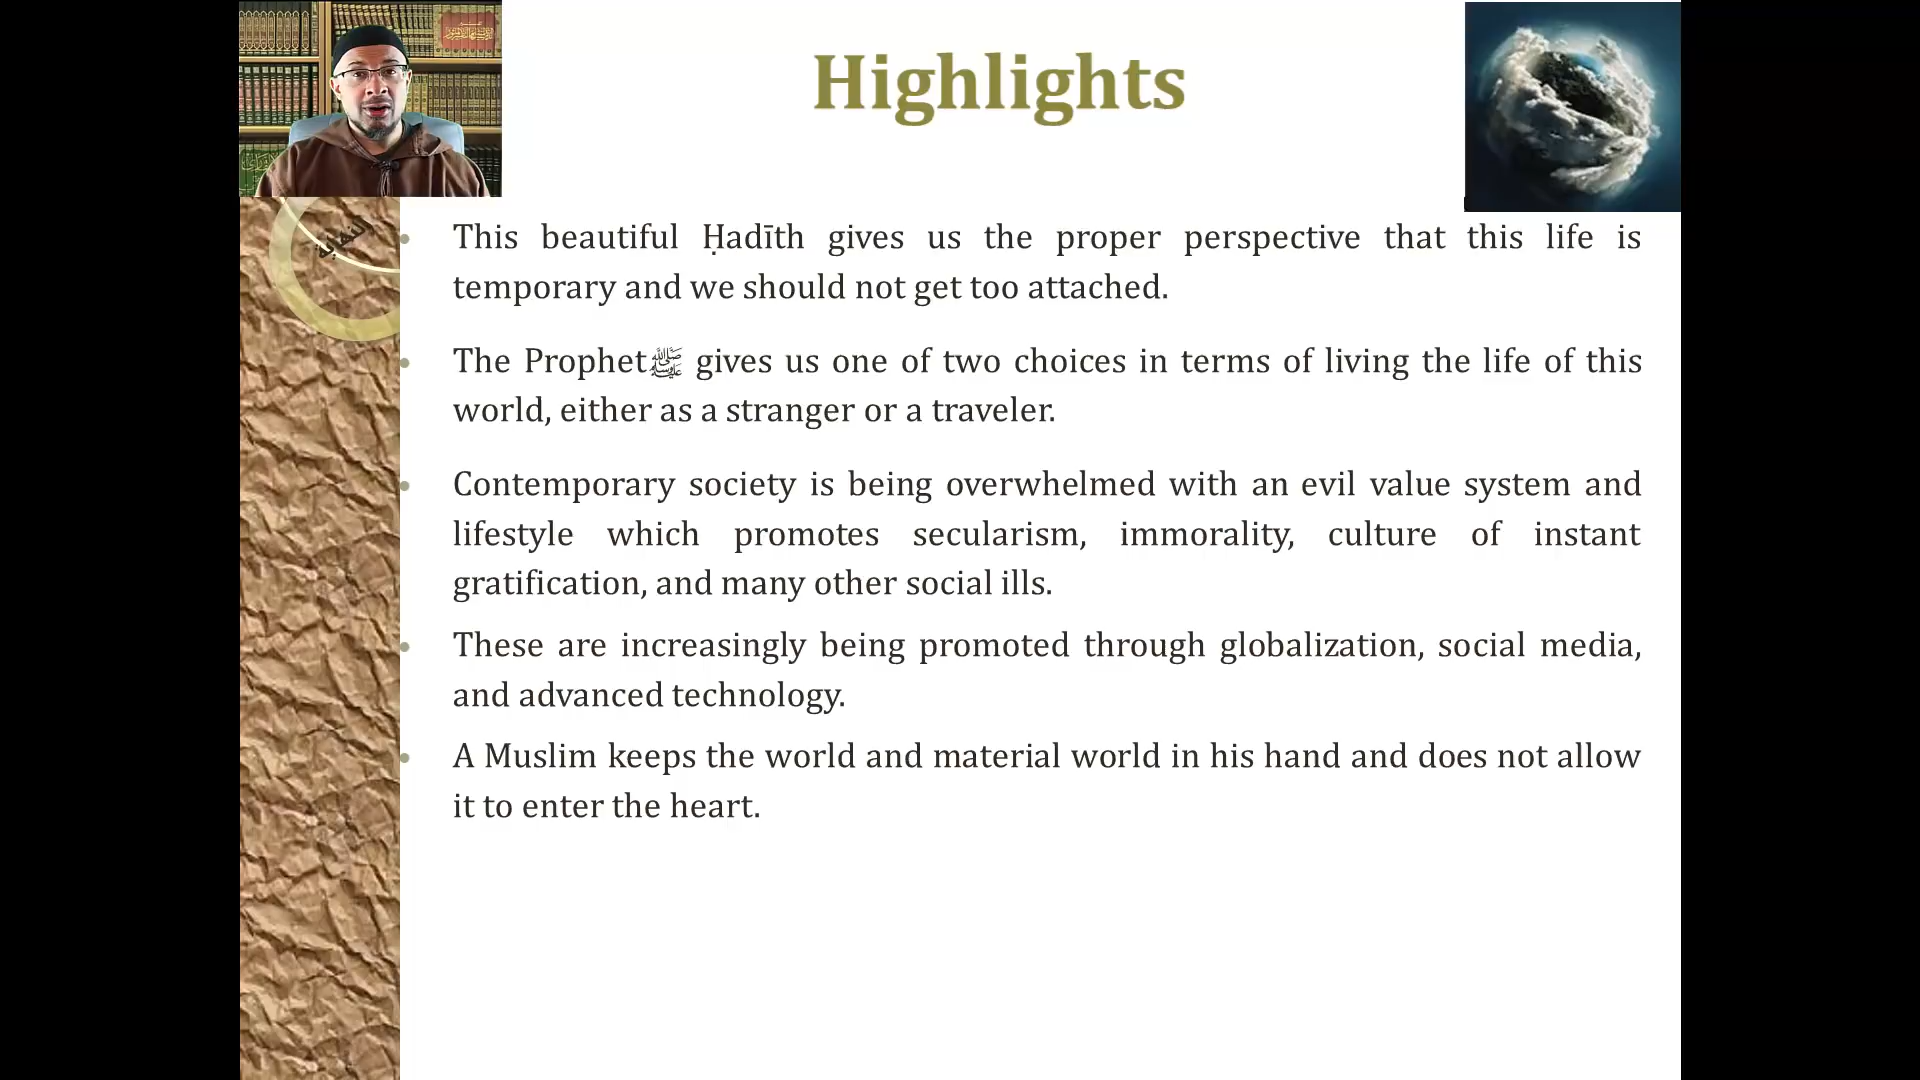 Highlights
النهاية
This beautiful Ḥadīth gives us the proper perspective that this life is
temporary and we should not get too attached.
The Prophetﷺ gives us one of two choices in terms of living the life of this
world, either as a stranger or a traveler.
Contemporary society is being overwhelmed with an evil value system and
lifestyle which promotes secularism, immorality, culture of instant
gratification, and many other social ills.
These are increasingly being promoted through globalization, social media,
and advanced technology.
A Muslim keeps the world and material world in his hand and does not allow
it to enter the heart.